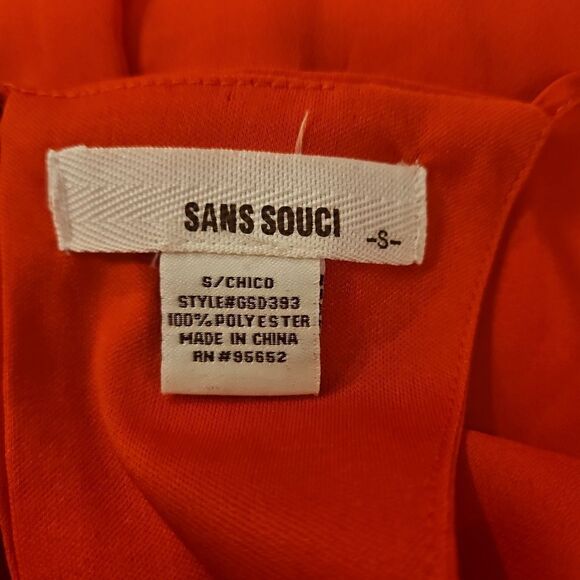 SANS SOUCI
-S-
S/CHICO
STYLE#GSD393
100% POLYESTER
MADE IN CHINA
RN #95652